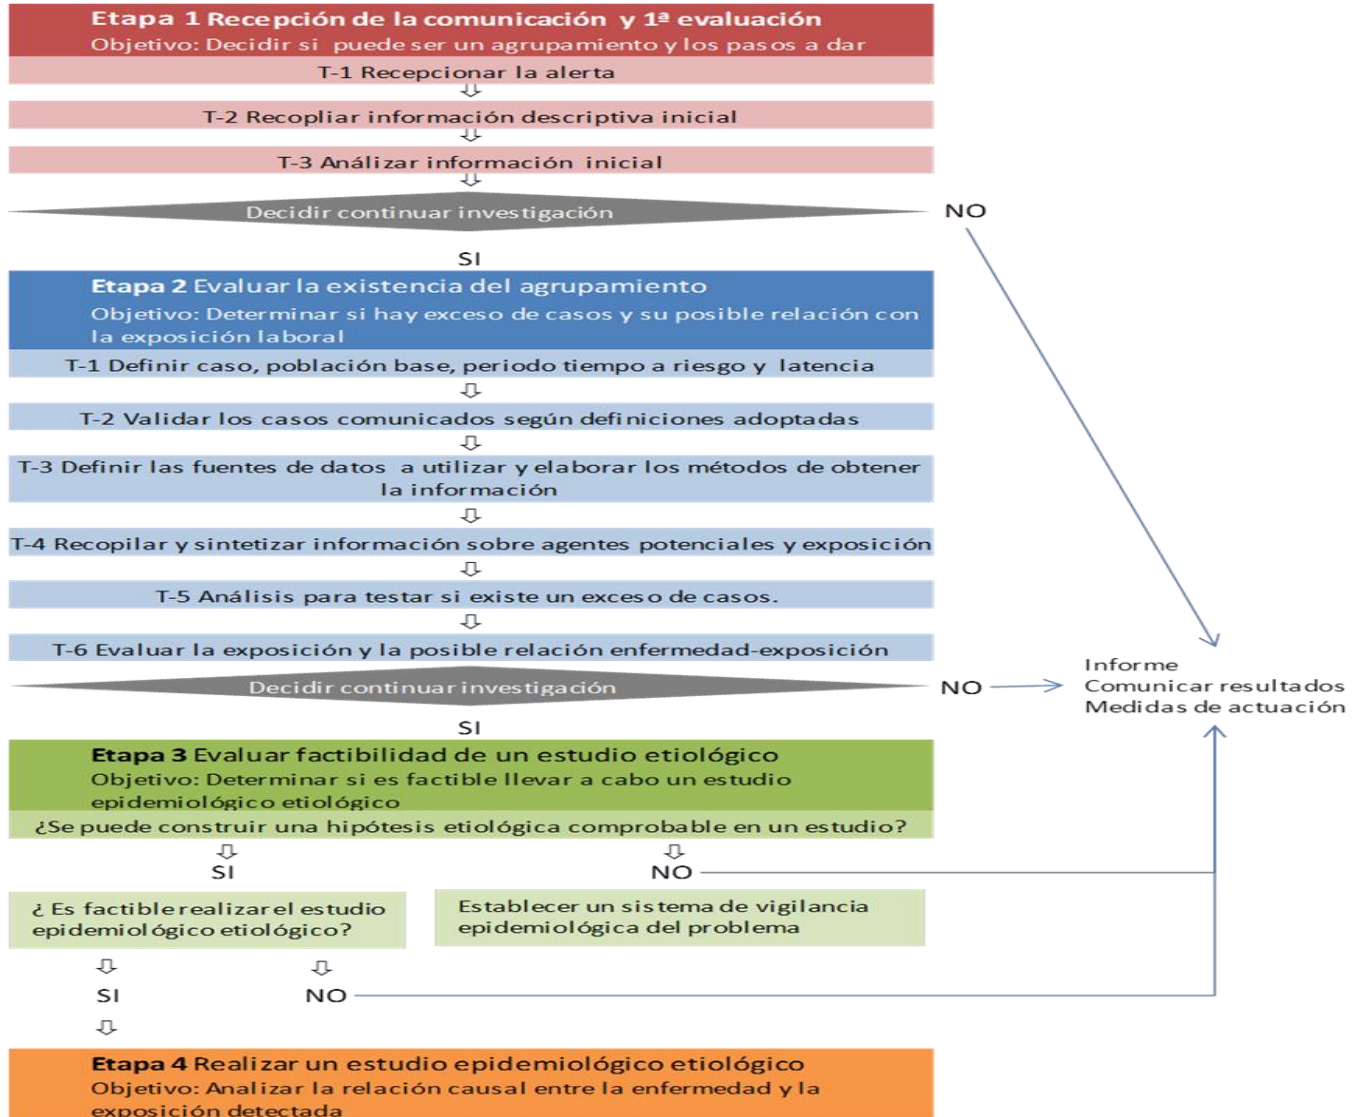 Etapa 1 Recepción de la comunicación y 1ª evaluación
Objetivo: Decidir si puede ser un agrupamiento y los pasos a dar
T-1 Recepcionar la alerta
T-2 Recopliar información descriptiva inicial
T-3 Análizar información inicial
Decidir continuar investigación
NO
SI
Etapa 2 Evaluar la existencia del agrupamiento
Objetivo: Determinar si hay exceso de casos y su posible relación con
la exposición laboral
T-1 Definir caso, población base, periodo tiempo a riesgo y latencia
T-2 Validar los casos comunicados según definiciones adoptadas
T-3 Definir las fuentes de datos a utilizar y elaborar los métodos de obtener
la información
T-4 Recopilar y sintetizar información sobre agentes potenciales y exposición
T-5 Análisis para testar si existe un exceso de casos.
T-6 Evaluar la exposición y la posible relación enfermedad-exposición
Decidir continuar investigación
NO
Informe
Comunicar resultados
Medidas de actuación
SI
Etapa 3 Evaluar factibilidad de un estudio etiológico
Objetivo: Determinar si es factible llevar a cabo un estudio
epidemiológico etiológico
¿Se puede construir una hipótesis etiológica comprobable en un estudio?
SI
NO
¿ Es factible realizar el estudio
epidemiológico etiológico?
Establecer un sistema de vigilancia
epidemiológica del problema
SI
NO
Etapa 4 Realizar un estudio epidemiológico etiológico
Objetivo: Analizar la relación causal entre la enfermedad y la
exposición detectada